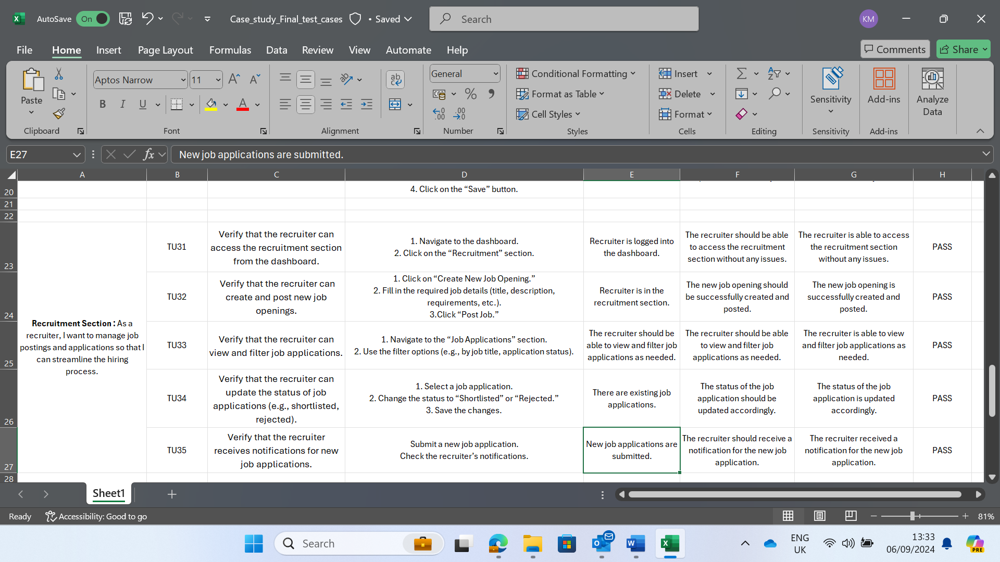 AutoSave On Case_study_Final_test_cases • Saved Search KM
File Home Insert Page Layout Formulas Data Review View Automate Help Comments Share
Paste
Clipboard
Aptos Narrow 11
B I U
Font
ab
Alignment
General
% 9
.00
Number
Conditional Formatting
Format as Table
Cell Styles
Styles
Insert
Delete
Format
Cells
Editing
Sensitivity
Sensitivity
Add-ins
Add-ins
Analyze
Data
E27 fx New job applications are submitted.
A B C D E F G H
20
4. Click on the “Save” button.
21
22
23
Recruitment Section : As a
recruiter, I want to manage job
postings and applications so that I
can streamline the hiring
process.
TU31
Verify that the recruiter can
access the recruitment section
from the dashboard.
1. Navigate to the dashboard.
2. Click on the “Recruitment” section.
Recruiter is logged into
the dashboard.
The recruiter should be able
to access the recruitment
section without any issues.
The recruiter is able to access
the recruitment section
without any issues.
PASS
24
TU32
Verify that the recruiter can
create and post new job
openings.
1. Click on “Create New Job Opening.”
2. Fill in the required job details (title, description,
requirements, etc.).
3.Click “Post Job.”
Recruiter is in the
recruitment section.
The new job opening should
be successfully created and
posted.
The new job opening is
successfully created and
posted.
PASS
25
TU33
Verify that the recruiter can
view and filter job applications.
1. Navigate to the “Job Applications” section.
2. Use the filter options (e.g., by job title, application status).
The recruiter should be
able to view and filter job
applications as needed.
The recruiter should be able
to view and filter job
applications as needed.
The recruiter is able to view
and filter job applications as
needed.
PASS
26
TU34
Verify that the recruiter can
update the status of job
applications (e.g., shortlisted,
rejected).
1. Select a job application.
2. Change the status to “Shortlisted” or “Rejected.”
3. Save the changes.
There are existing job
applications.
The status of the job
application should be
updated accordingly.
The status of the job
application is updated
accordingly.
PASS
27
TU35
Verify that the recruiter
receives notifications for new
job applications.
Submit a new job application.
Check the recruiter’s notifications.
New job applications are
submitted.
The recruiter should receive a
notification for the new job
application.
The recruiter received a
notification for the new job
application.
PASS
28
Sheet1
Ready Accessibility: Good to go 81%
Search
ENG
UK
13:33
06/09/2024
PRE